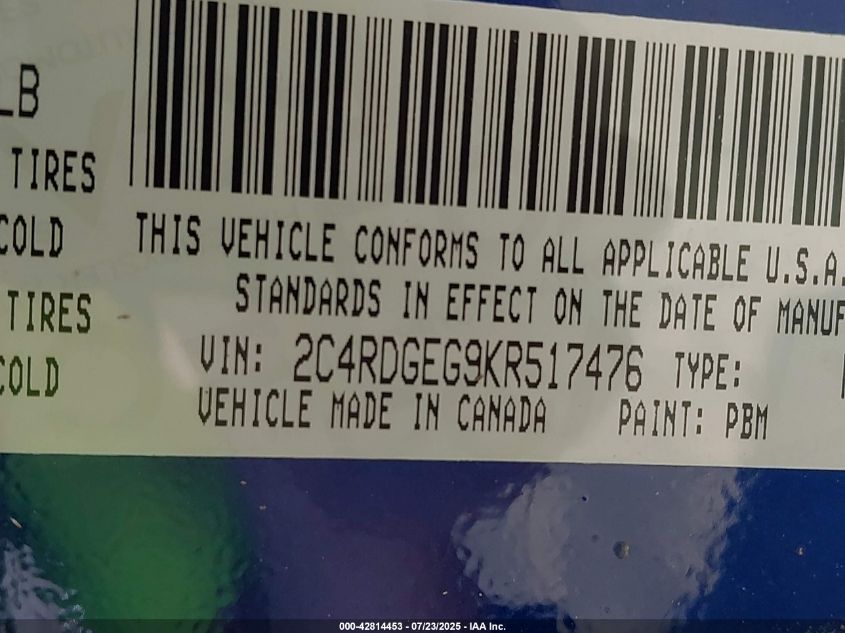 LB
TIRES
COLD
TIRES
COLD
THIS VEHICLE CONFORMS TO ALL APPLICABLE U.S.A.
STANDARDS IN EFFECT ON THE DATE OF MANUF
VIN: 2C4RDGEG9KR517476 TYPE:
VEHICLE MADE IN CANADA PAINT: PBM
000-42814453 - 07/23/2025 - IAA Inc.